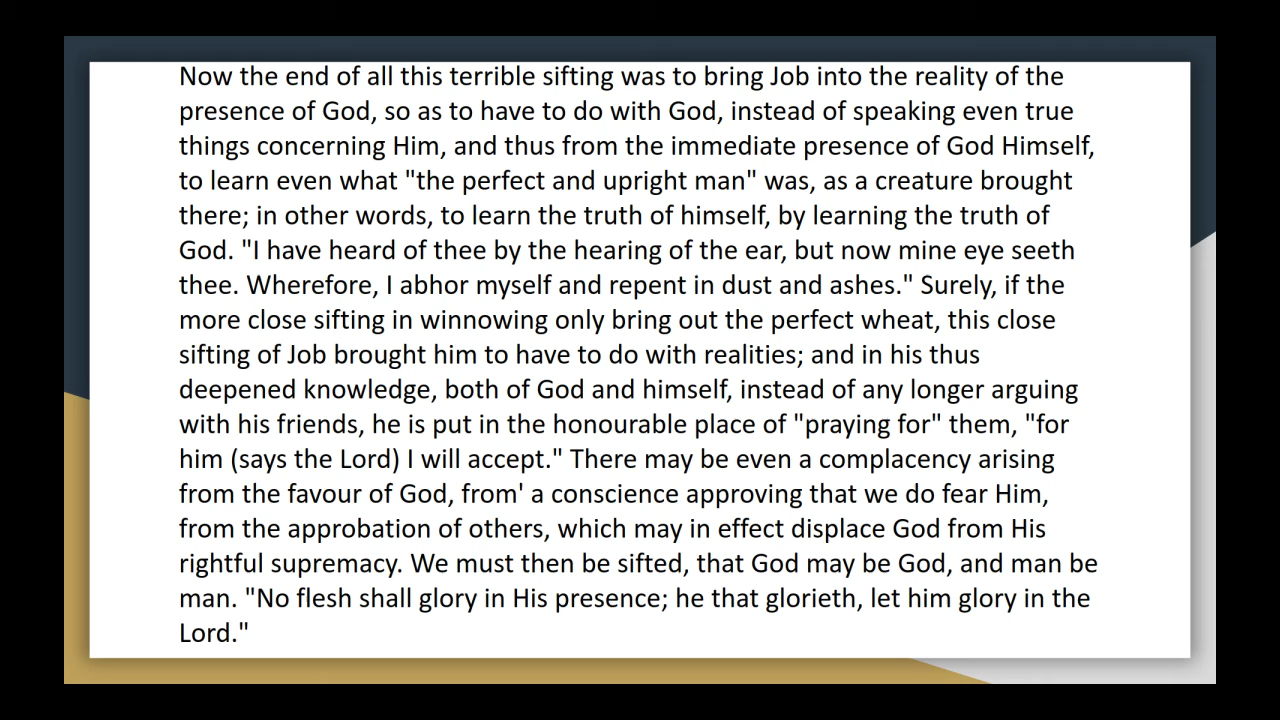 Now the end of all this terrible sifting was to bring Job into the reality of the
presence of God, so as to have to do with God, instead of speaking even true
things concerning Him, and thus from the immediate presence of God Himself,
to learn even what "the perfect and upright man" was, as a creature brought
there; in other words, to learn the truth of himself, by learning the truth of
God. "I have heard of thee by the hearing of the ear, but now mine eye seeth
thee. Wherefore, I abhor myself and repent in dust and ashes." Surely, if the
more close sifting in winnowing only bring out the perfect wheat, this close
sifting of Job brought him to have to do with realities; and in his thus
deepened knowledge, both of God and himself, instead of any longer arguing
with his friends, he is put in the honourable place of "praying for" them, "for
him (says the Lord) I will accept." There may be even a complacency arising
from the favour of God, from' a conscience approving that we do fear Him,
from the approbation of others, which may in effect displace God from His
rightful supremacy. We must then be sifted, that God may be God, and man be
man. "No flesh shall glory in His presence; he that glorieth, let him glory in the
Lord."